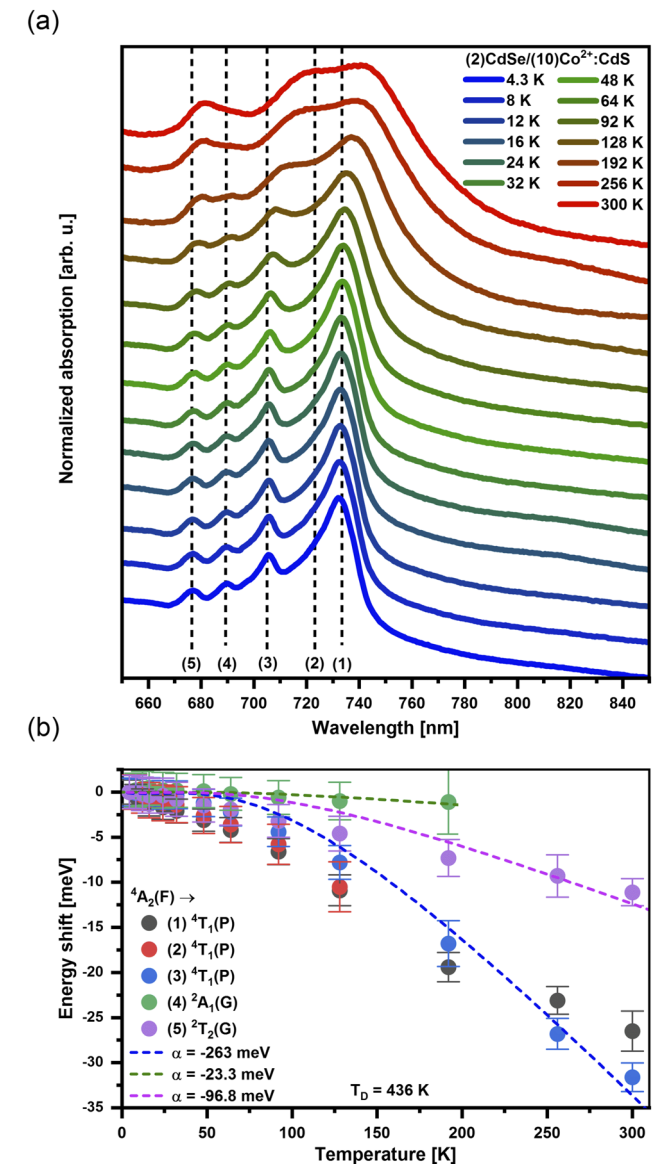 (a)
(2)CdSe/(10)Co²⁺:CdS
4.3 K 48 K
8 K 64 K
12 K 92 K
16 K 128 K
24 K 192 K
32 K 256 K
300 K
Normalized absorption [arb. u.]
(5) (4) (3) (2) (1)
660 680 700 720 740 760 780 800 820 840
Wavelength [nm]
(b)
0
-5
-10
-15
-20
-25
-30
-35
Energy shift [meV]
⁴A₂(F) →
(1) ⁴T₁(P)
(2) ⁴T₁(P)
(3) ⁴T₁(P)
(4) ²A₁(G)
(5) ²T₂(G)
α = -263 meV
α = -23.3 meV
α = -96.8 meV
T_D = 436 K
0 50 100 150 200 250 300
Temperature [K]